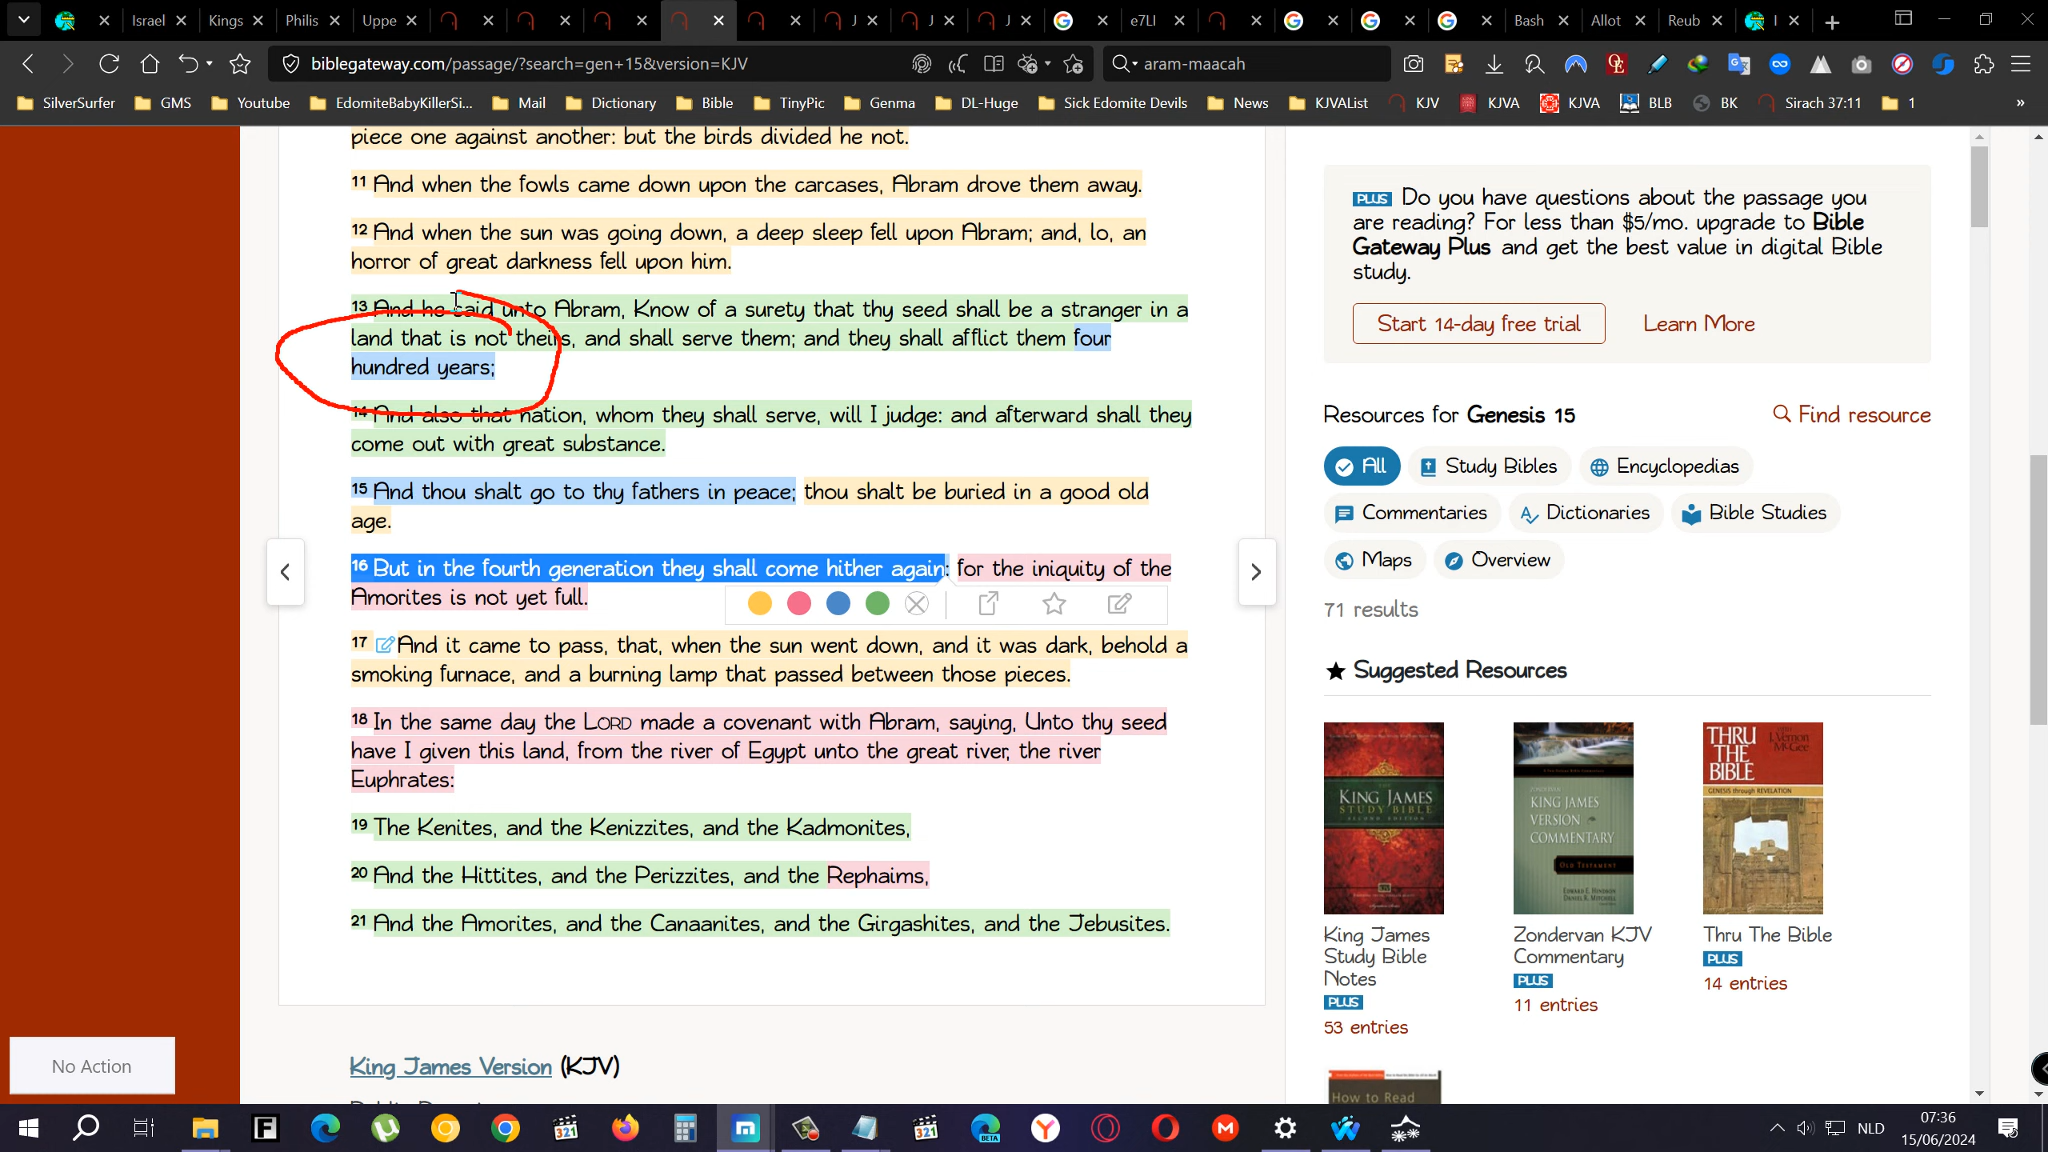 Israel
Kings
Philis
Uppe
J
J
J
e7LI
Bash
Allot
Reub
I
biblegateway.com/passage/?search=gen+15&version=KJV
aram-maacah
SilverSurfer
GMS
Youtube
EdomiteBabyKillerSi...
Mail
Dictionary
Bible
TinyPic
Genma
DL-Huge
Sick Edomite Devils
News
KJVAList
KJV
KJVA
KJVA
BLB
BK
Sirach 37:11
1
»
piece one against another: but the birds divided he not.
11 And when the fowls came down upon the carcases, Abram drove them away.
12 And when the sun was going down, a deep sleep fell upon Abram; and, lo, an
horror of great darkness fell upon him.
13 And he said unto Abram, Know of a surety that thy seed shall be a stranger in a
land that is not theirs, and shall serve them; and they shall afflict them four
hundred years;
14 And also that nation, whom they shall serve, will I judge: and afterward shall they
come out with great substance.
15 And thou shalt go to thy fathers in peace; thou shalt be buried in a good old
age.
16 But in the fourth generation they shall come hither again: for the iniquity of the
Amorites is not yet full.
17 And it came to pass, that, when the sun went down, and it was dark, behold a
smoking furnace, and a burning lamp that passed between those pieces.
18 In the same day the LORD made a covenant with Abram, saying, Unto thy seed
have I given this land, from the river of Egypt unto the great river, the river
Euphrates:
19 The Kenites, and the Kenizzites, and the Kadmonites,
20 And the Hittites, and the Perizzites, and the Rephaims,
21 And the Amorites, and the Canaanites, and the Girgashites, and the Jebusites.
King James Version (KJV)
No Action
PLUS Do you have questions about the passage you
are reading? For less than $5/mo. upgrade to Bible
Gateway Plus and get the best value in digital Bible
study.
Start 14-day free trial
Learn More
Resources for Genesis 15
Find resource
All
Study Bibles
Encyclopedias
Commentaries
Dictionaries
Bible Studies
Maps
Overview
71 results
Suggested Resources
KING JAMES
STUDY BIBLE
SECOND EDITION
KING JAMES
VERSION
COMMENTARY
OLD TESTAMENT
THRU
THE
BIBLE
J. Vernon
McGee
GENESIS through REVELATION
King James
Study Bible
Notes
PLUS
53 entries
Zondervan KJV
Commentary
PLUS
11 entries
Thru The Bible
PLUS
14 entries
How to Read
321
321
BETA
NLD
07:36
15/06/2024